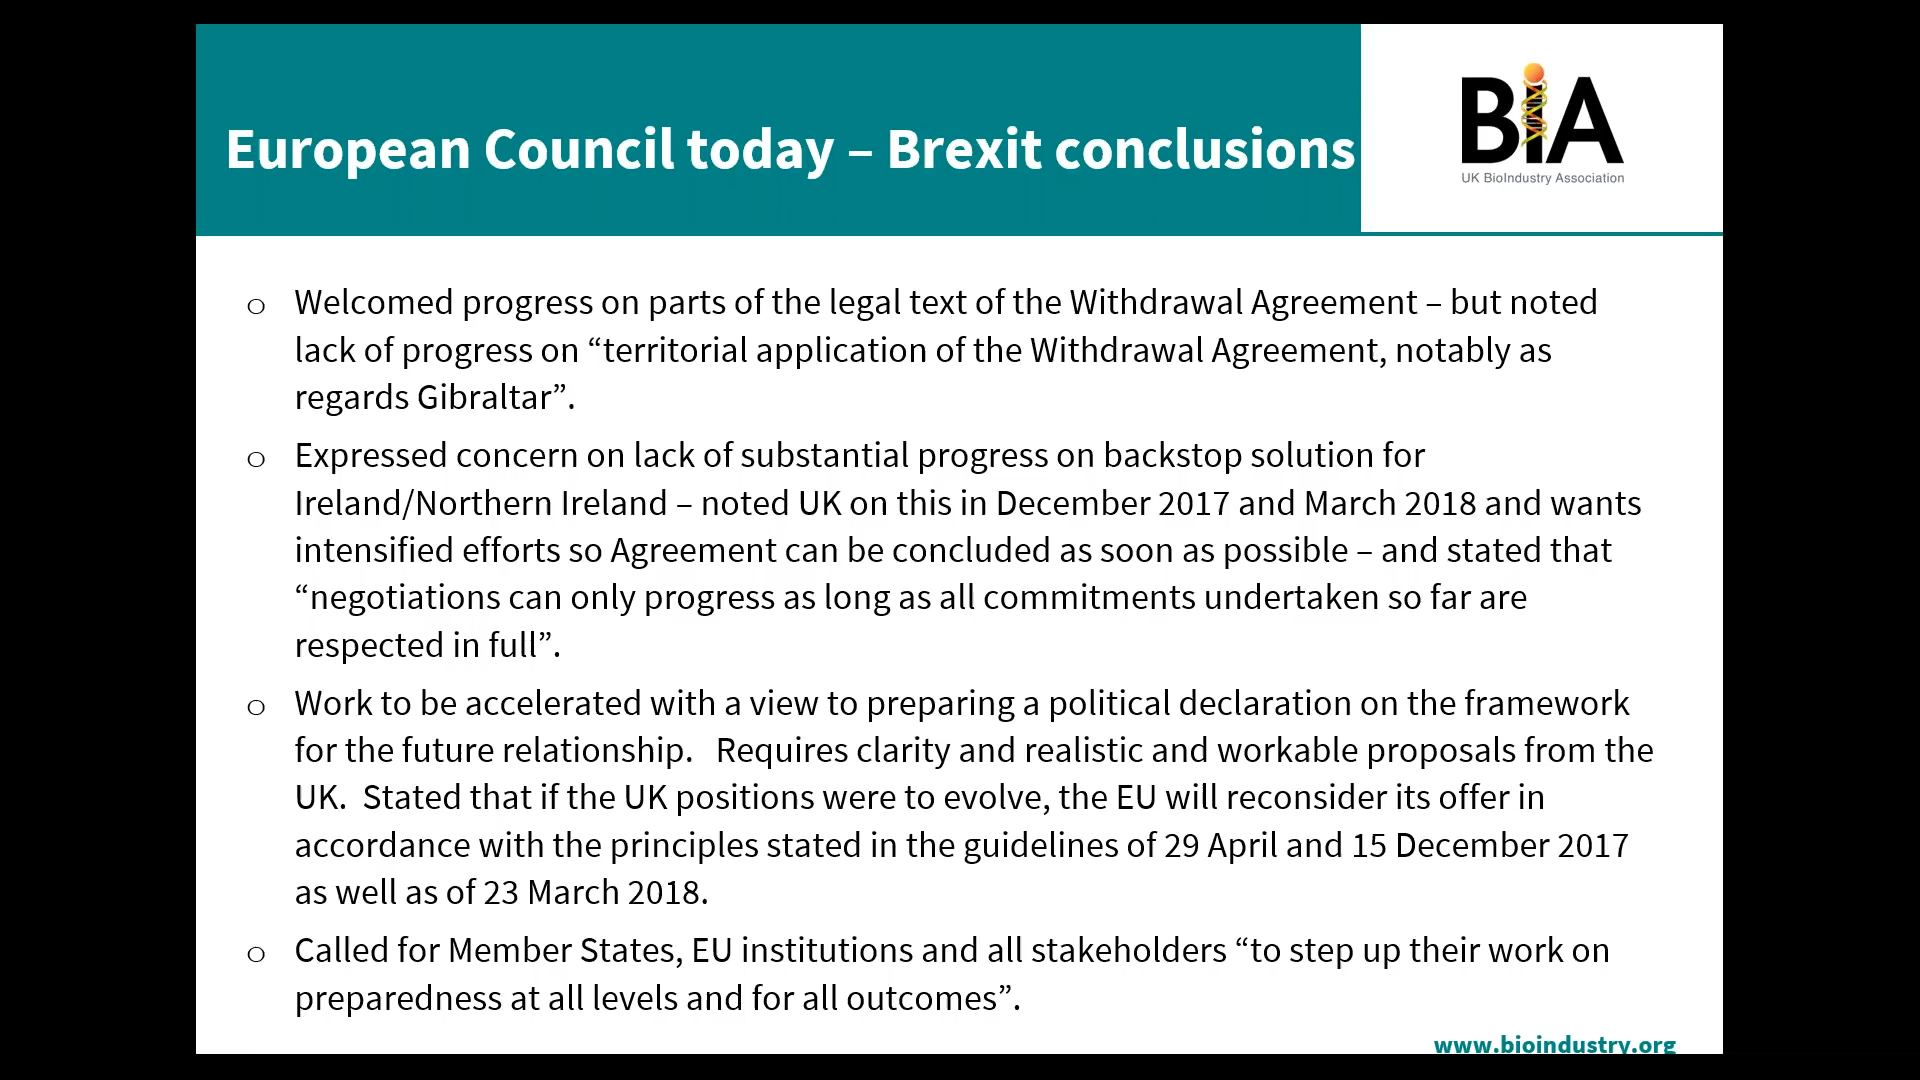 European Council today – Brexit conclusions
BiA
UK BioIndustry Association
o Welcomed progress on parts of the legal text of the Withdrawal Agreement – but noted
lack of progress on “territorial application of the Withdrawal Agreement, notably as
regards Gibraltar”.
o Expressed concern on lack of substantial progress on backstop solution for
Ireland/Northern Ireland – noted UK on this in December 2017 and March 2018 and wants
intensified efforts so Agreement can be concluded as soon as possible – and stated that
“negotiations can only progress as long as all commitments undertaken so far are
respected in full”.
o Work to be accelerated with a view to preparing a political declaration on the framework
for the future relationship.   Requires clarity and realistic and workable proposals from the
UK.  Stated that if the UK positions were to evolve, the EU will reconsider its offer in
accordance with the principles stated in the guidelines of 29 April and 15 December 2017
as well as of 23 March 2018.
o Called for Member States, EU institutions and all stakeholders “to step up their work on
preparedness at all levels and for all outcomes”.
www.bioindustry.org